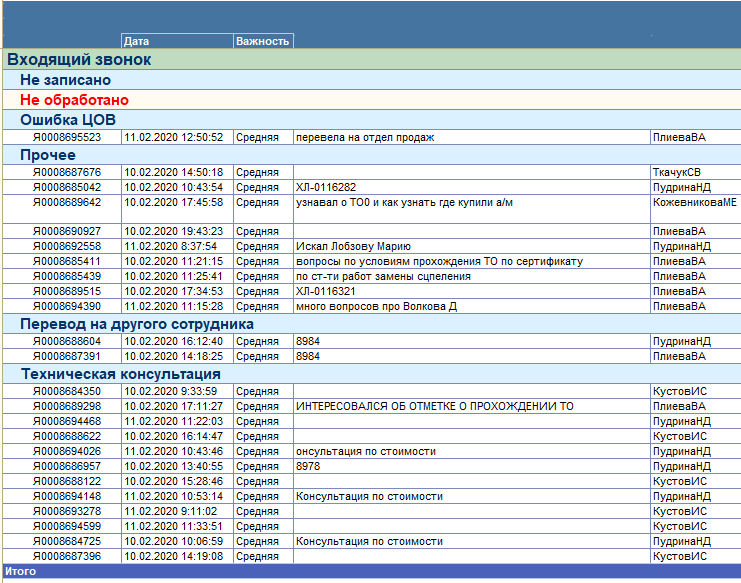 Дата Важность
Входящий звонок
Не записано
Не обработано
Ошибка ЦОВ
Я0008695523 11.02.2020 12:50:52 Средняя перевела на отдел продаж ПлиеваВА
Прочее
Я0008687676 10.02.2020 14:50:18 Средняя ТкачукСВ
Я0008685042 10.02.2020 10:43:54 Средняя ХЛ-0116282 ПудринаНД
Я0008689642 10.02.2020 17:45:58 Средняя узнавал о ТО0 и как узнать где купили а/м КожевниковаМЕ
Я0008690927 10.02.2020 19:43:23 Средняя ПлиеваВА
Я0008692558 11.02.2020 8:37:54 Средняя Искал Лобзову Марию ПудринаНД
Я0008685411 10.02.2020 11:21:15 Средняя вопросы по условиям прохождения ТО по сертификату ПлиеваВА
Я0008685439 10.02.2020 11:25:41 Средняя по ст-ти работ замены сцпеления ПлиеваВА
Я0008689515 10.02.2020 17:34:53 Средняя ХЛ-0116321 ПлиеваВА
Я0008694390 11.02.2020 11:15:28 Средняя много вопросов про Волкова Д ПлиеваВА
Перевод на другого сотрудника
Я0008688604 10.02.2020 16:12:40 Средняя 8984 ПудринаНД
Я0008687391 10.02.2020 14:18:25 Средняя 8984 ПлиеваВА
Техническая консультация
Я0008684350 10.02.2020 9:33:59 Средняя КустовИС
Я0008689298 10.02.2020 17:11:27 Средняя ИНТЕРЕСОВАЛСЯ ОБ ОТМЕТКЕ О ПРОХОЖДЕНИИ ТО ПлиеваВА
Я0008694468 11.02.2020 11:22:03 Средняя ПудринаНД
Я0008688622 10.02.2020 16:14:47 Средняя КустовИС
Я0008694026 11.02.2020 10:43:46 Средняя онсультация по стоимости ПудринаНД
Я0008686957 10.02.2020 13:40:55 Средняя 8978 ПудринаНД
Я0008688122 10.02.2020 15:28:46 Средняя КустовИС
Я0008694148 11.02.2020 10:53:14 Средняя Консультация по стоимости ПудринаНД
Я0008693278 11.02.2020 9:11:02 Средняя КустовИС
Я0008694599 11.02.2020 11:33:51 Средняя КустовИС
Я0008684725 10.02.2020 10:06:59 Средняя Консультация по стоимости ПудринаНД
Я0008687396 10.02.2020 14:19:08 Средняя КустовИС
Итого